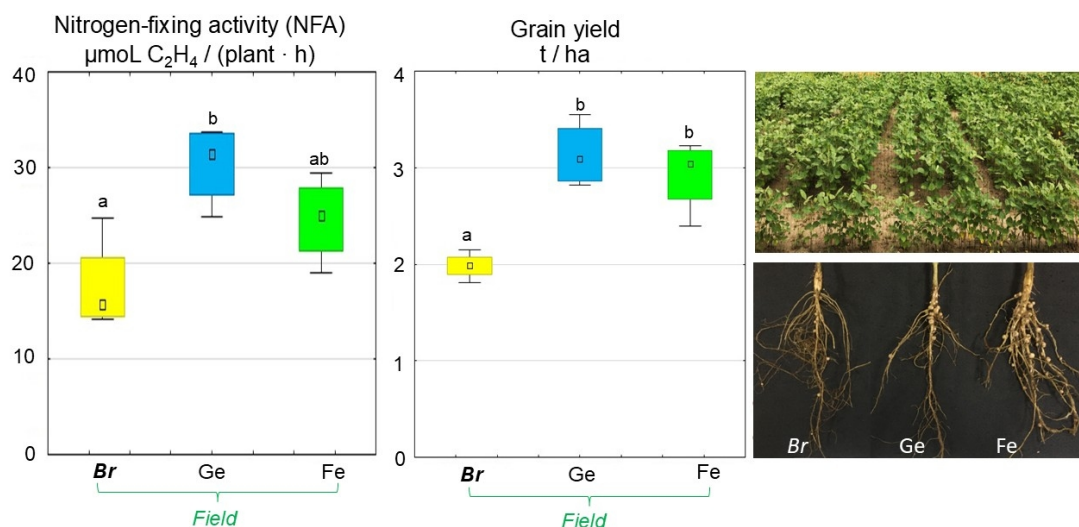 Nitrogen-fixing activity (NFA)
µmoL C₂H₄ / (plant · h)
40
30
20
10
0
a
b
ab
Br
Ge
Fe
Field
Grain yield
t / ha
4
3
2
1
0
a
b
b
Br
Ge
Fe
Field
Br
Ge
Fe